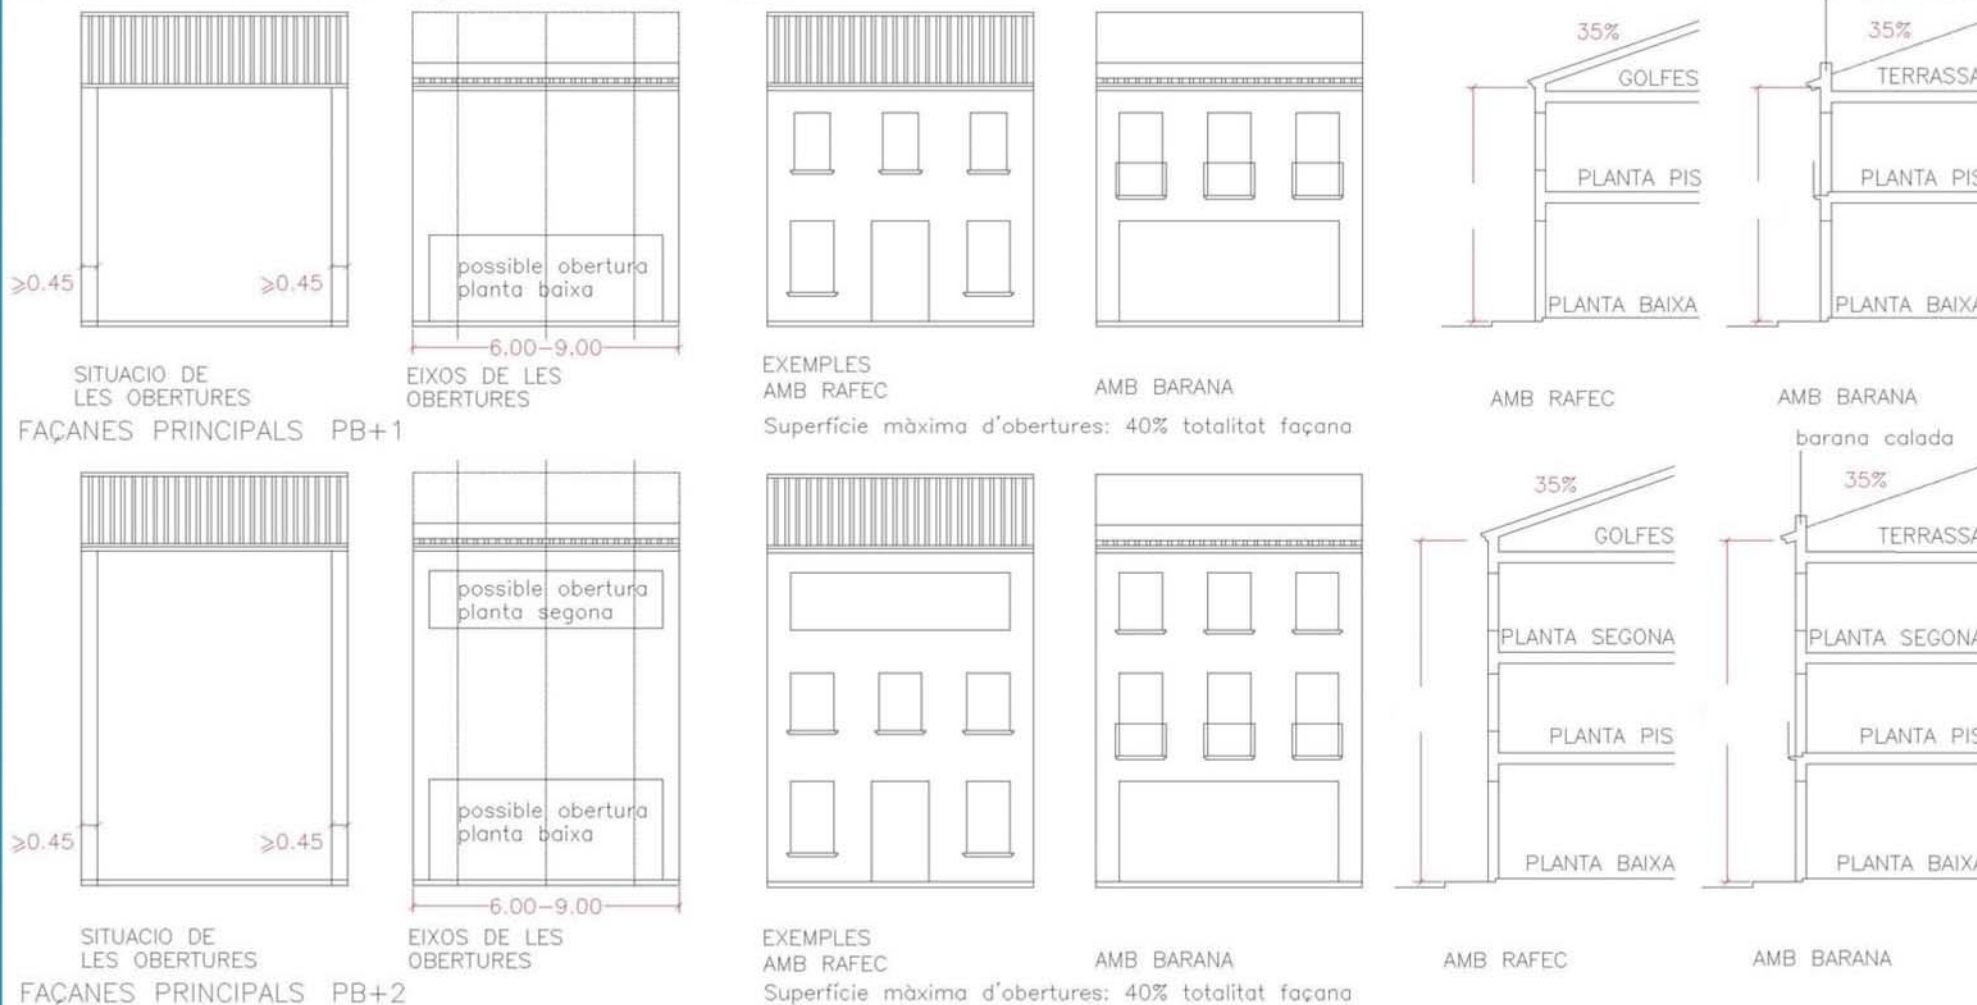 35%
35%
GOLFES
TERRASSA
PLANTA PIS
PLANTA PIS
≥0.45
≥0.45
possible obertura
planta baixa
PLANTA BAIXA
PLANTA BAIXA
6.00-9.00
SITUACIO DE
LES OBERTURES
EIXOS DE LES
OBERTURES
EXEMPLES
AMB RAFEC
AMB BARANA
AMB RAFEC
AMB BARANA
FAÇANES PRINCIPALS PB+1
Superfície màxima d'obertures: 40% totalitat façana
barana calada
35%
35%
GOLFES
TERRASSA
possible obertura
planta segona
PLANTA SEGONA
PLANTA SEGONA
PLANTA PIS
PLANTA PIS
≥0.45
≥0.45
possible obertura
planta baixa
PLANTA BAIXA
PLANTA BAIXA
6.00-9.00
SITUACIO DE
LES OBERTURES
EIXOS DE LES
OBERTURES
EXEMPLES
AMB RAFEC
AMB BARANA
AMB RAFEC
AMB BARANA
FAÇANES PRINCIPALS PB+2
Superfície màxima d'obertures: 40% totalitat façana